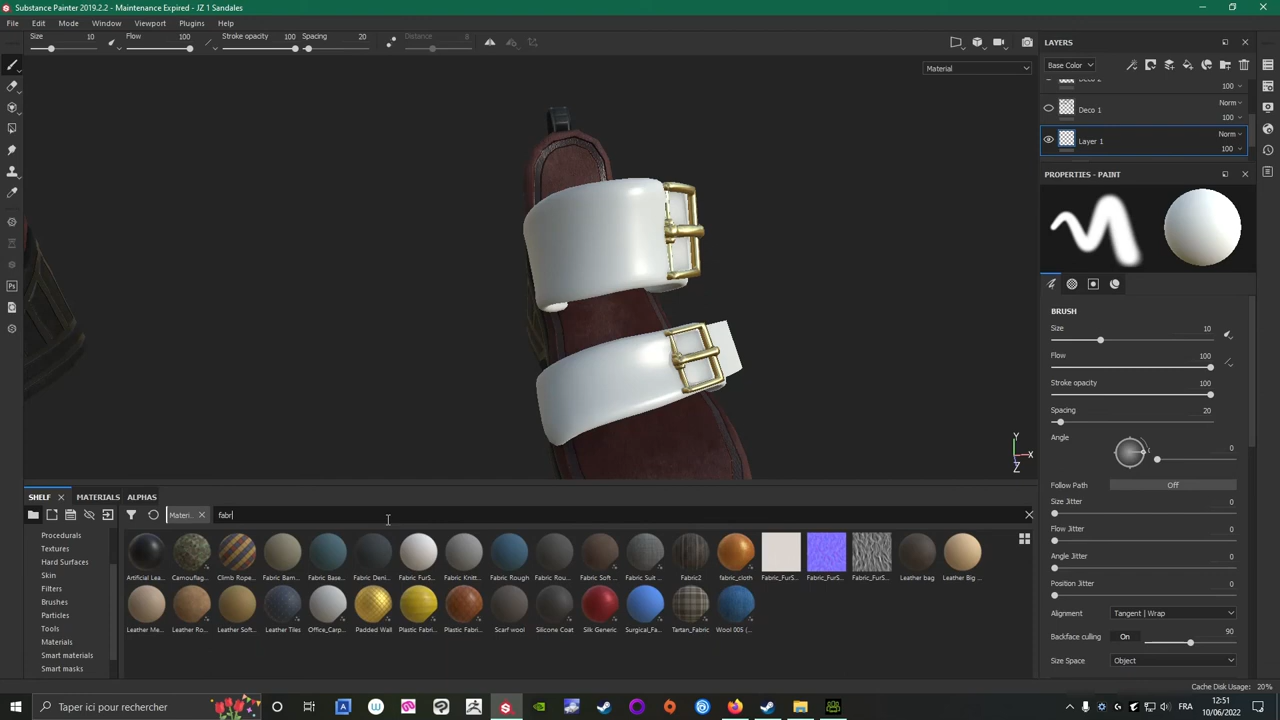 Substance Painter 2019.2.2 - Maintenance Expired - JZ 1 Sandales
File Edit Mode Window Viewport Plugins Help
Size 10 Flow 100 Stroke opacity 100 Spacing 20 Distance 8
Material
LAYERS
Base Color
100
Deco 1 Norm 100
Layer 1 Norm 100
PROPERTIES - PAINT
BRUSH
Size 10
Flow 100
Stroke opacity 100
Spacing 20
Angle 0
Follow Path Off
Size Jitter 0
Flow Jitter 0
Angle Jitter 0
Position Jitter 0
Alignment Tangent | Wrap
Backface culling On 90
Size Space Object
Y
X
Z
SHELF MATERIALS ALPHAS
Materi... fabr
Procedurals
Textures
Hard Surfaces
Skin
Filters
Brushes
Particles
Tools
Materials
Smart materials
Smart masks
Artificial Lea... Camouflag... Climb Rope... Fabric Bam... Fabric Base... Fabric Deni... Fabric FurS... Fabric Knitt... Fabric Rough Fabric Rou... Fabric Soft ... Fabric Suit ... Fabric2 fabric_cloth Fabric_FurS... Fabric_FurS... Fabric_FurS... Leather bag Leather Big ...
Leather Me... Leather Ro... Leather Soft... Leather Tiles Office_Carp... Padded Wall Plastic Fabri... Plastic Fabri... Scarf wool Silicone Coat Silk Generic Surgical_Fa... Tartan_Fabric Wool 005 (...
Cache Disk Usage: 20%
Taper ici pour rechercher
FRA
12:51
10/06/2022